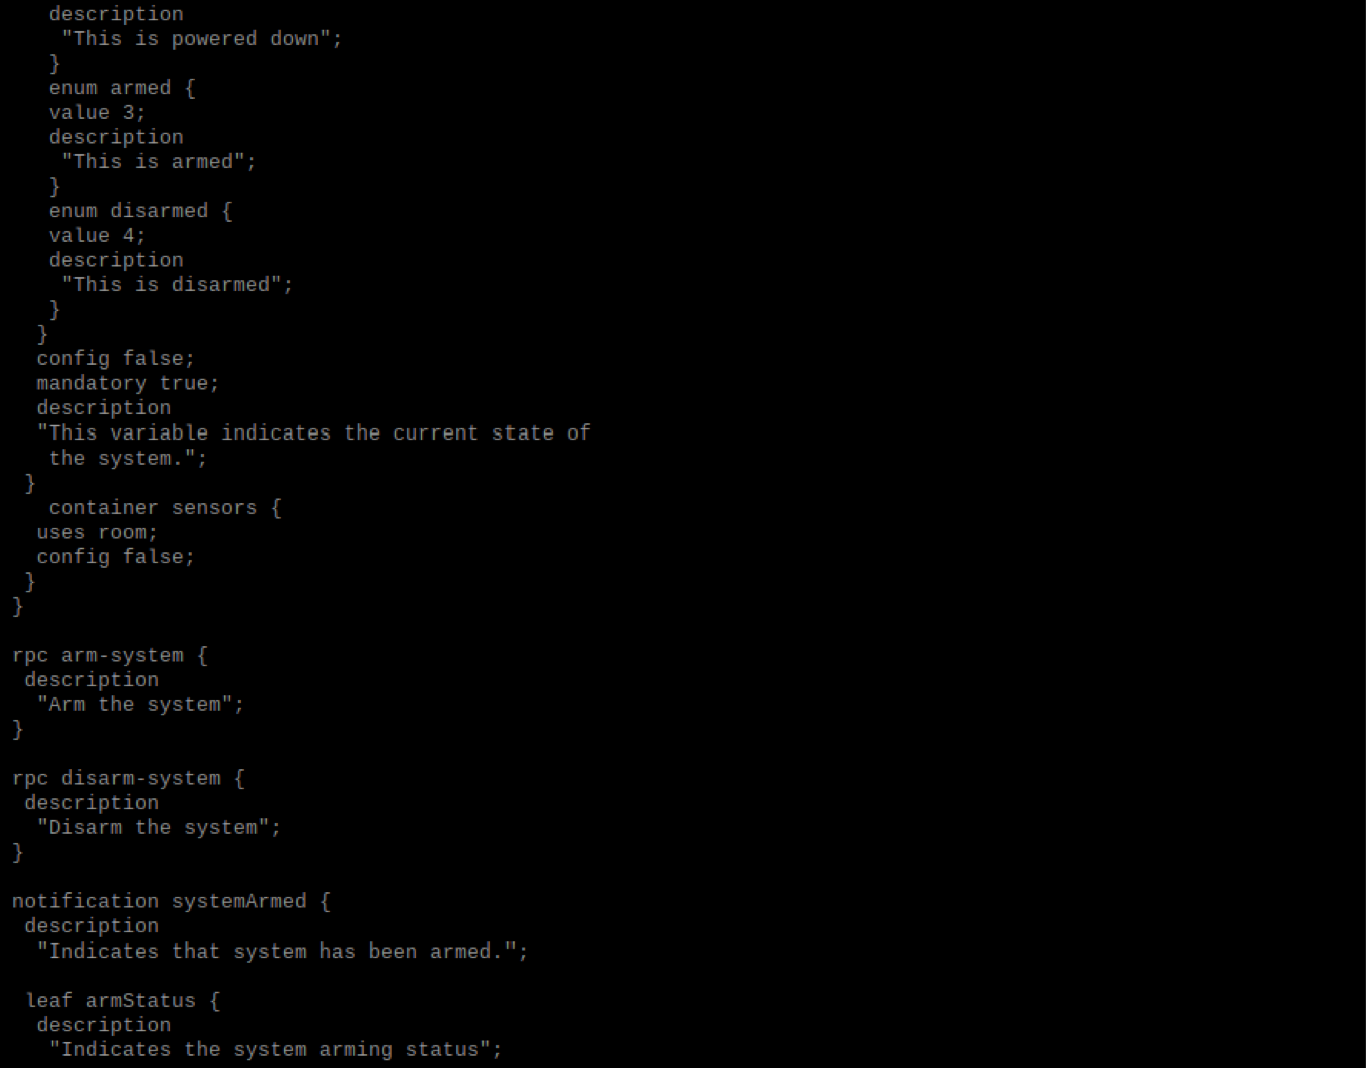 description
"This is powered down";
}
enum armed {
value 3;
description
"This is armed";
}
enum disarmed {
value 4;
description
"This is disarmed";
}
}
config false;
mandatory true;
description
"This variable indicates the current state of
the system.";
}
container sensors {
uses room;
config false;
}
}
rpc arm-system {
description
"Arm the system";
}
rpc disarm-system {
description
"Disarm the system";
}
notification systemArmed {
description
"Indicates that system has been armed.";
leaf armStatus {
description
"Indicates the system arming status";